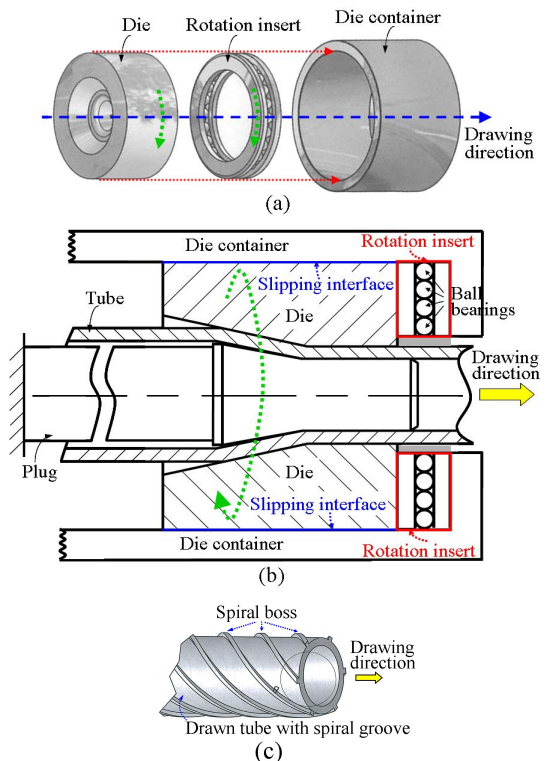 Die
Rotation insert
Die container
Drawing
direction
(a)
Die container
Rotation insert
Slipping interface
Tube
Die
Ball
bearings
Drawing
direction
Plug
Die
Slipping interface
Die container
Rotation insert
(b)
Spiral boss
Drawing
direction
Drawn tube with spiral groove
(c)